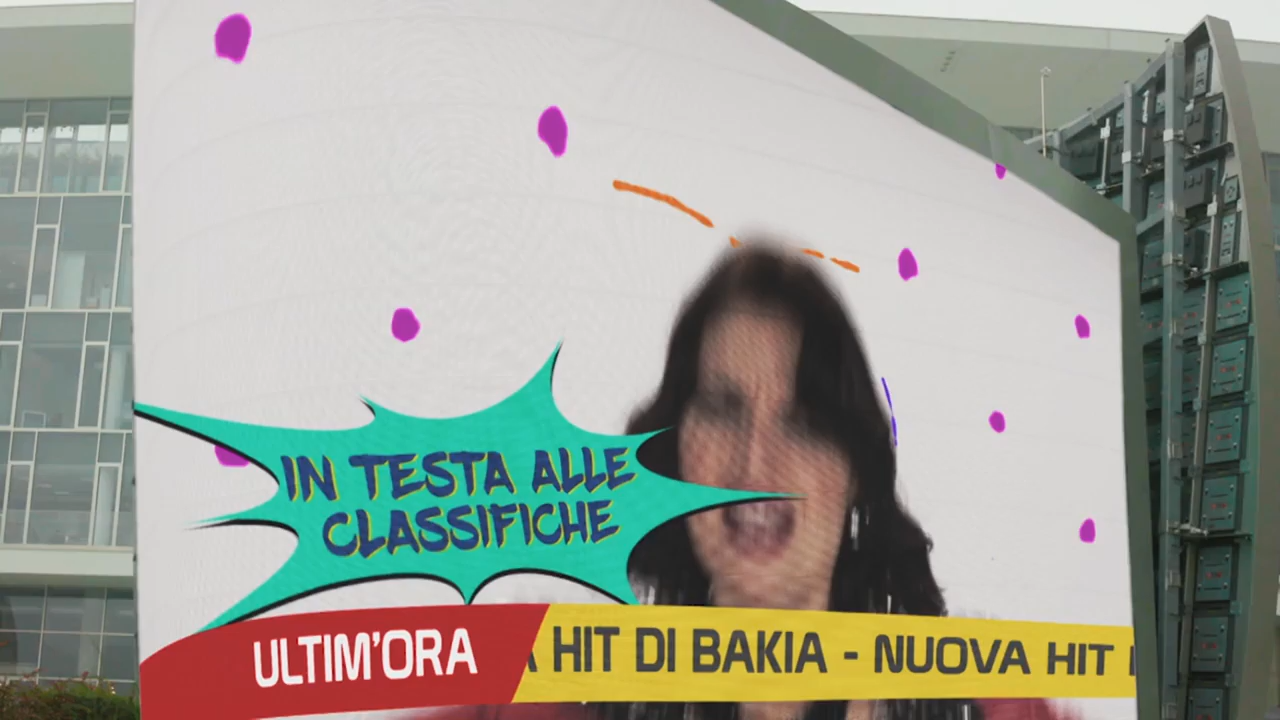 IN TESTA ALLE
CLASSIFICHE
ULTIM'ORA
HIT DI BAKIA - NUOVA HIT